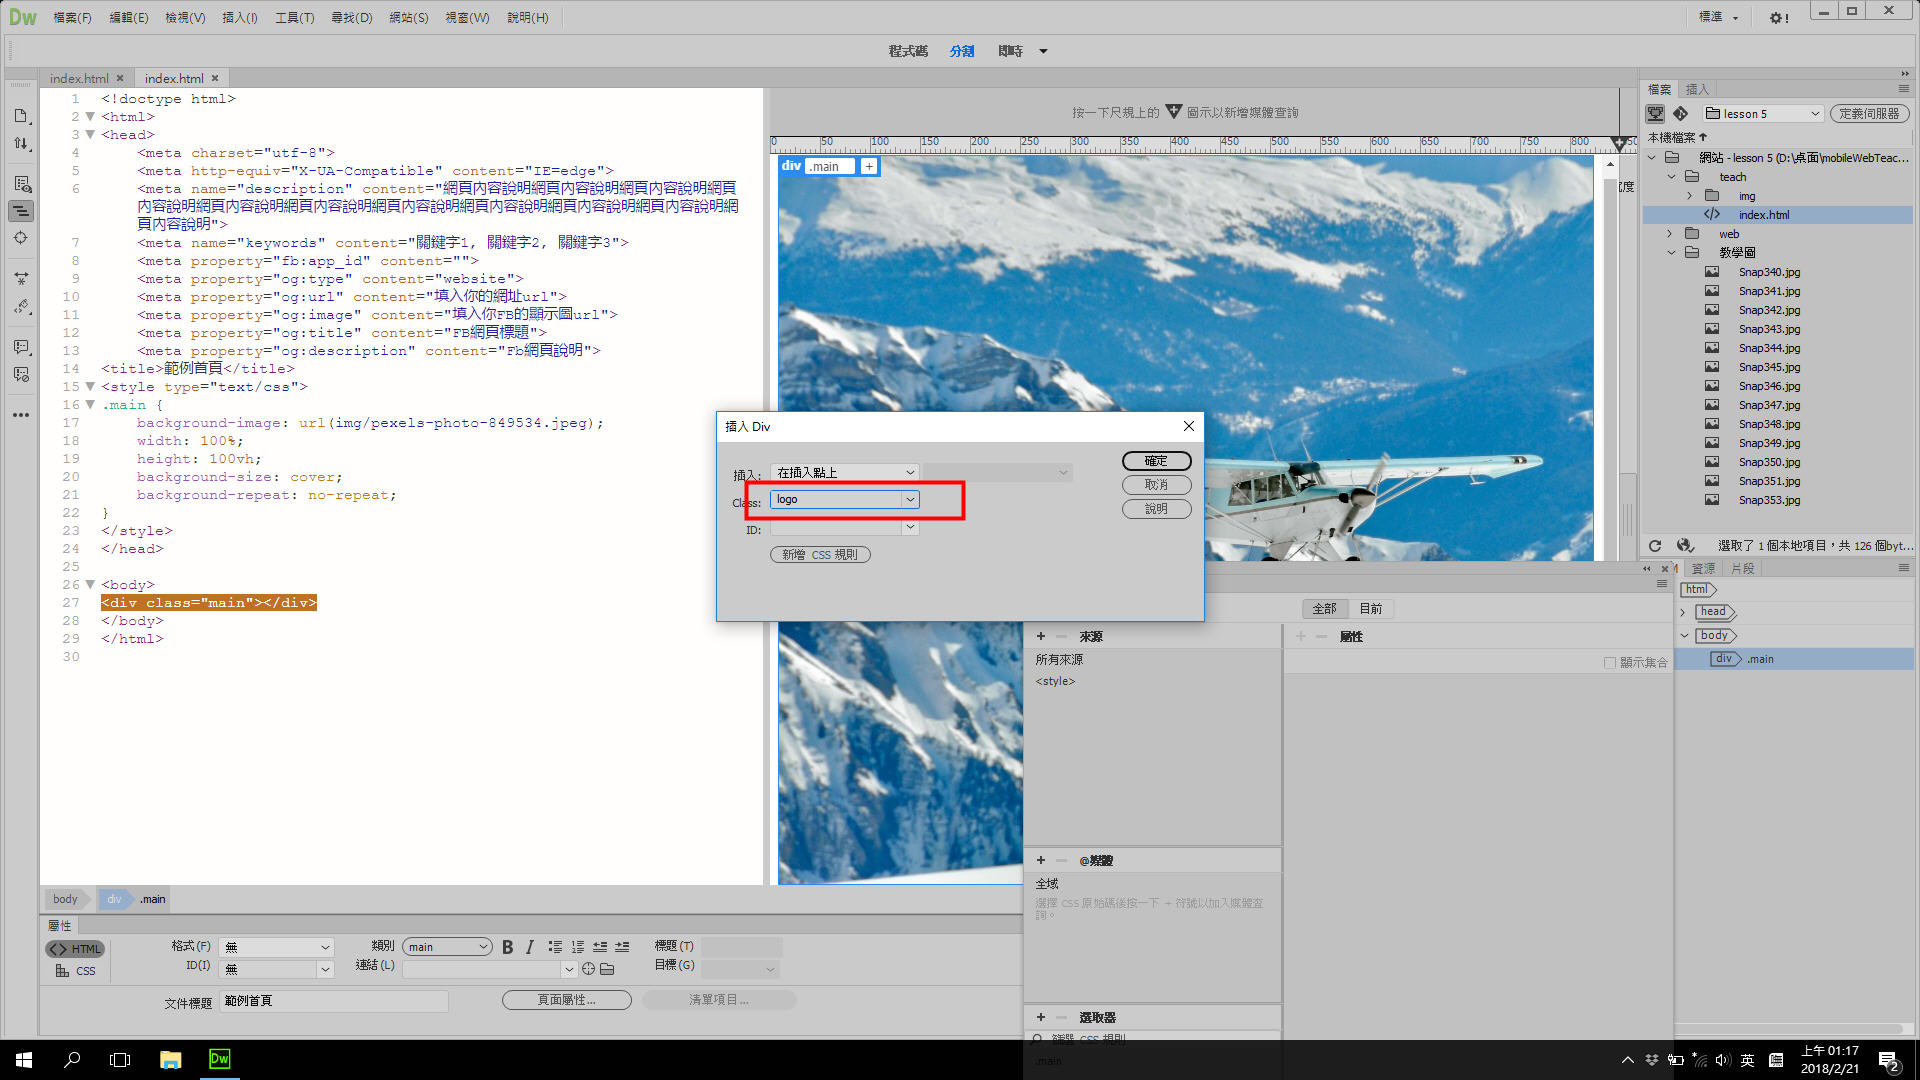 Dw 檔案(F) 編輯(E) 檢視(V) 插入(I) 工具(T) 尋找(D) 網站(S) 視窗(W) 說明(H) 標準
程式碼 分割 即時
index.html index.html
1 <!doctype html>
2 <html>
3 <head>
4 <meta charset="utf-8">
5 <meta http-equiv="X-UA-Compatible" content="IE=edge">
6 <meta name="description" content="網頁內容說明網頁內容說明網頁內容說明網頁
內容說明網頁內容說明網頁內容說明網頁內容說明網頁內容說明網頁內容說明網頁內容說明網
頁內容說明">
7 <meta name="keywords" content="關鍵字1, 關鍵字2, 關鍵字3">
8 <meta property="fb:app_id" content="">
9 <meta property="og:type" content="website">
10 <meta property="og:url" content="填入你的網址url">
11 <meta property="og:image" content="填入你FB的顯示圖url">
12 <meta property="og:title" content="FB網頁標題">
13 <meta property="og:description" content="Fb網頁說明">
14 <title>範例首頁</title>
15 <style type="text/css">
16 .main {
17 background-image: url(img/pexels-photo-849534.jpeg);
18 width: 100%;
19 height: 100vh;
20 background-size: cover;
21 background-repeat: no-repeat;
22 }
23 </style>
24 </head>
25
26 <body>
27 <div class="main"></div>
28 </body>
29 </html>
30
按一下尺規上的 圖示以新增媒體查詢
0 50 100 150 200 250 300 350 400 450 500 550 600 650 700 750 800
div .main +
插入 Div
插入: 在插入點上
Class: logo
ID:
新增 CSS 規則
確定
取消
說明
檔案 插入
lesson 5 定義伺服器
本機檔案
網站 - lesson 5 (D:\桌面\mobileWebTeac...
teach
img
index.html
web
教學圖
Snap340.jpg
Snap341.jpg
Snap342.jpg
Snap343.jpg
Snap344.jpg
Snap345.jpg
Snap346.jpg
Snap347.jpg
Snap348.jpg
Snap349.jpg
Snap350.jpg
Snap351.jpg
Snap353.jpg
選取了 1 個本地項目，共 126 個byt...
資源 片段
html
head
body
div .main
全部 目前
+ − 來源
所有來源
<style>
+ − 屬性
顯示集合
+ − @媒體
全域
選擇 CSS 原始碼後按一下 + 符號以加入媒體查
詢。
+ − 選取器
篩選 CSS 規則
.main
body div .main
屬性
<> HTML
CSS
格式(F) 無 類別 main B I 標題(T)
ID(I) 無 連結(L) 目標(G)
文件標題 範例首頁 頁面屬性... 清單項目...
Dw
英
上午 01:17
2018/2/21
2